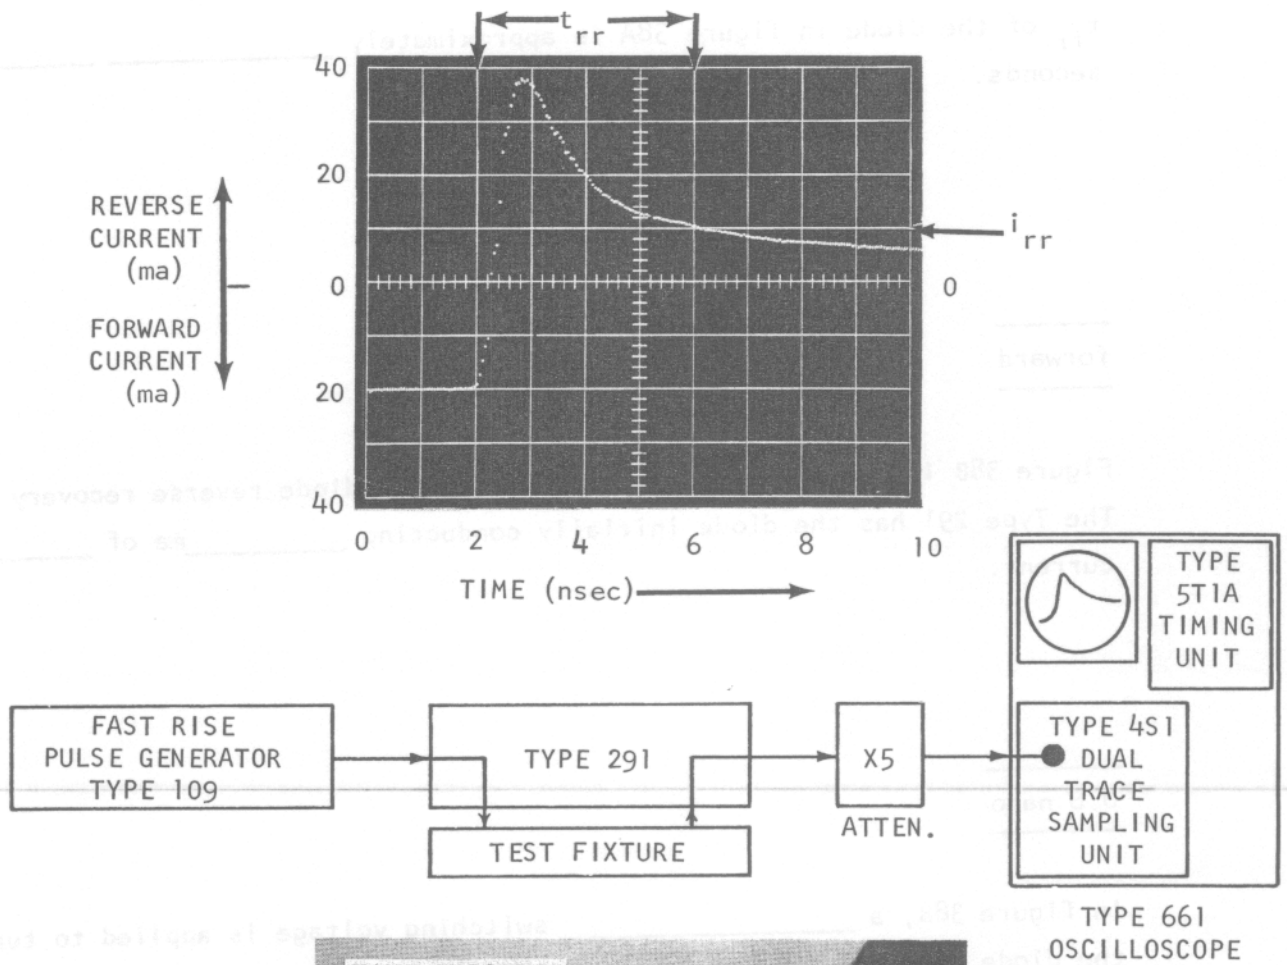 t
rr
40
20
0
20
40
REVERSE
CURRENT
(ma)
FORWARD
CURRENT
(ma)
i
rr
0
0 2 4 6 8 10
TIME (nsec)
FAST RISE
PULSE GENERATOR
TYPE 109
TYPE 291
TEST FIXTURE
X5
ATTEN.
TYPE
5T1A
TIMING
UNIT
TYPE 4S1
DUAL
TRACE
SAMPLING
UNIT
TYPE 661
OSCILLOSCOPE